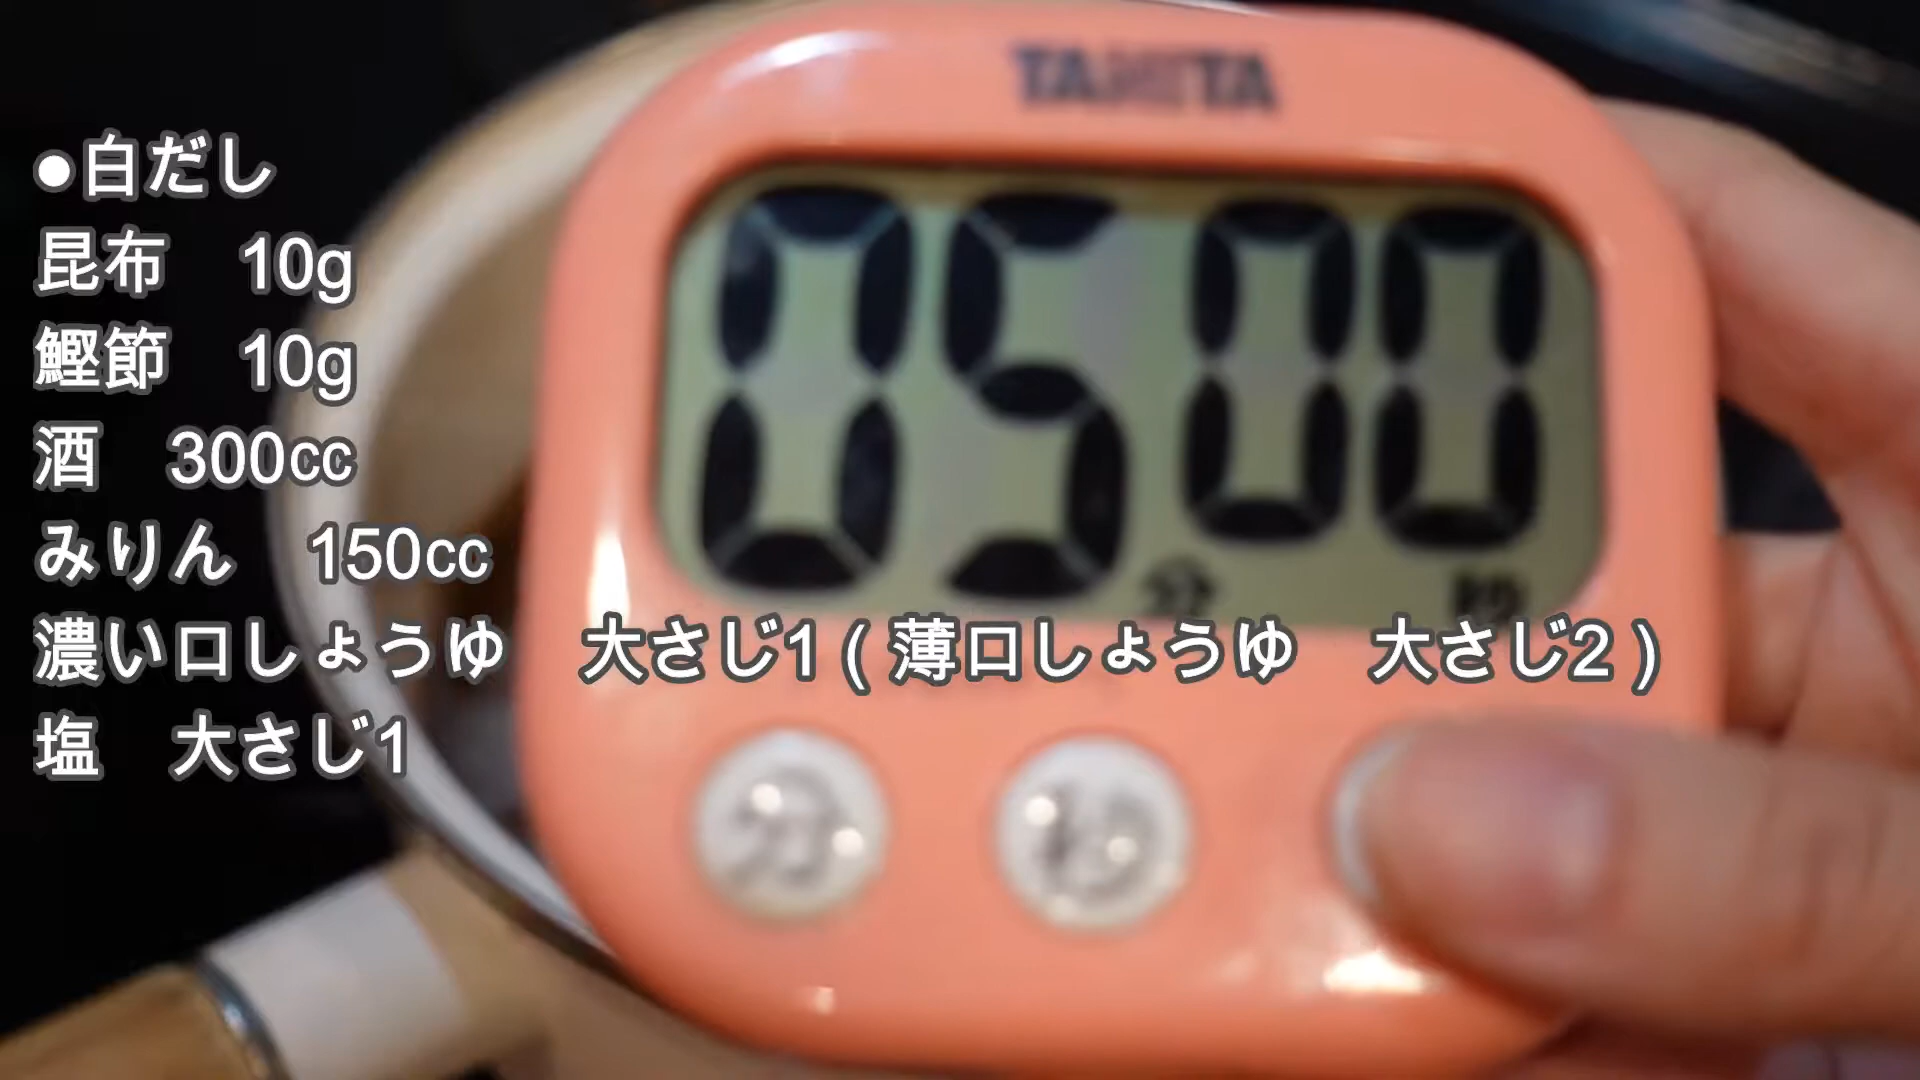 TANITA
05 00
分 秒
●白だし
昆布　10g
鰹節　10g
酒　300cc
みりん　150cc
濃い口しょうゆ　大さじ1 ( 薄口しょうゆ　大さじ2 )
塩　大さじ1
分 秒